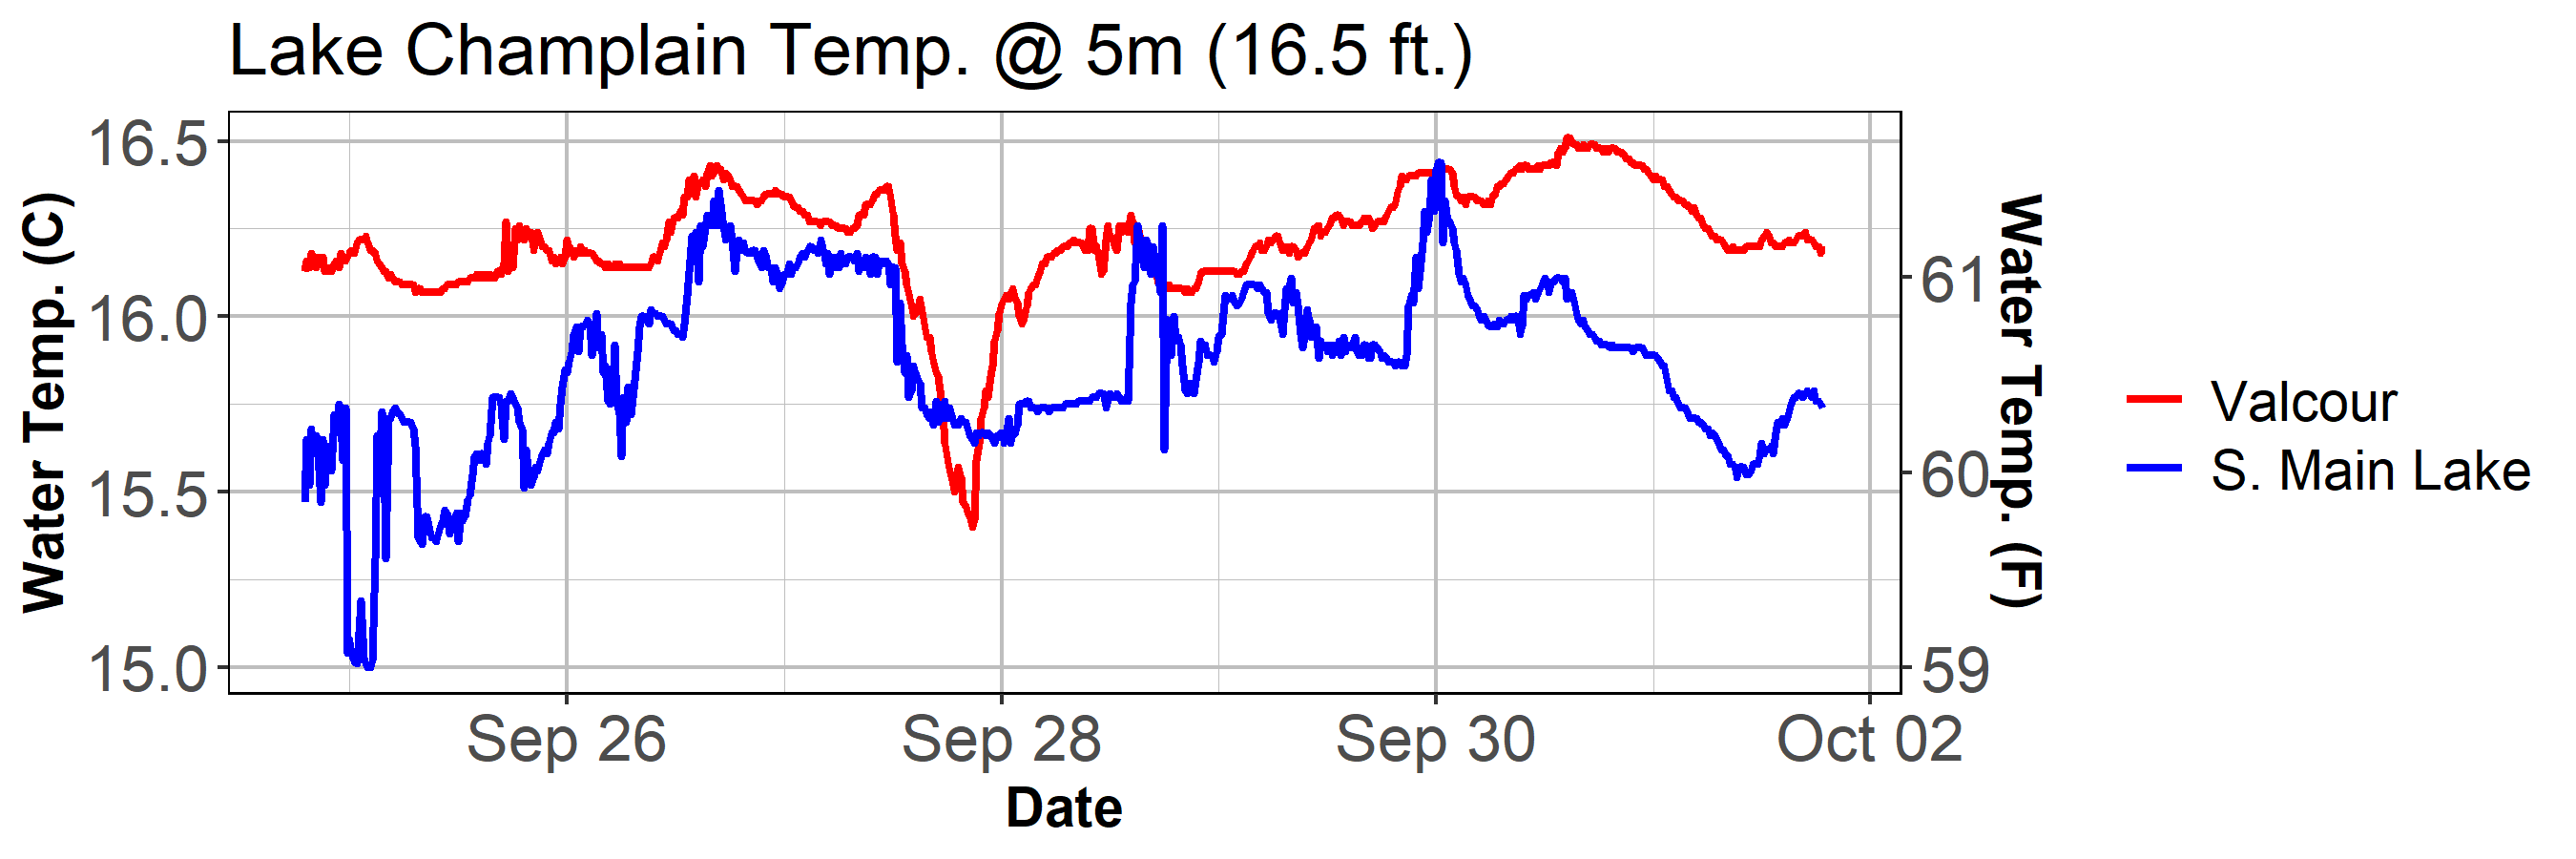 Lake Champlain Temp. @ 5m (16.5 ft.)
Water Temp. (C)
16.5
16.0
15.5
15.0
61
60
59
Water Temp. (F)
Sep 26
Sep 28
Sep 30
Oct 02
Date
Valcour
S. Main Lake